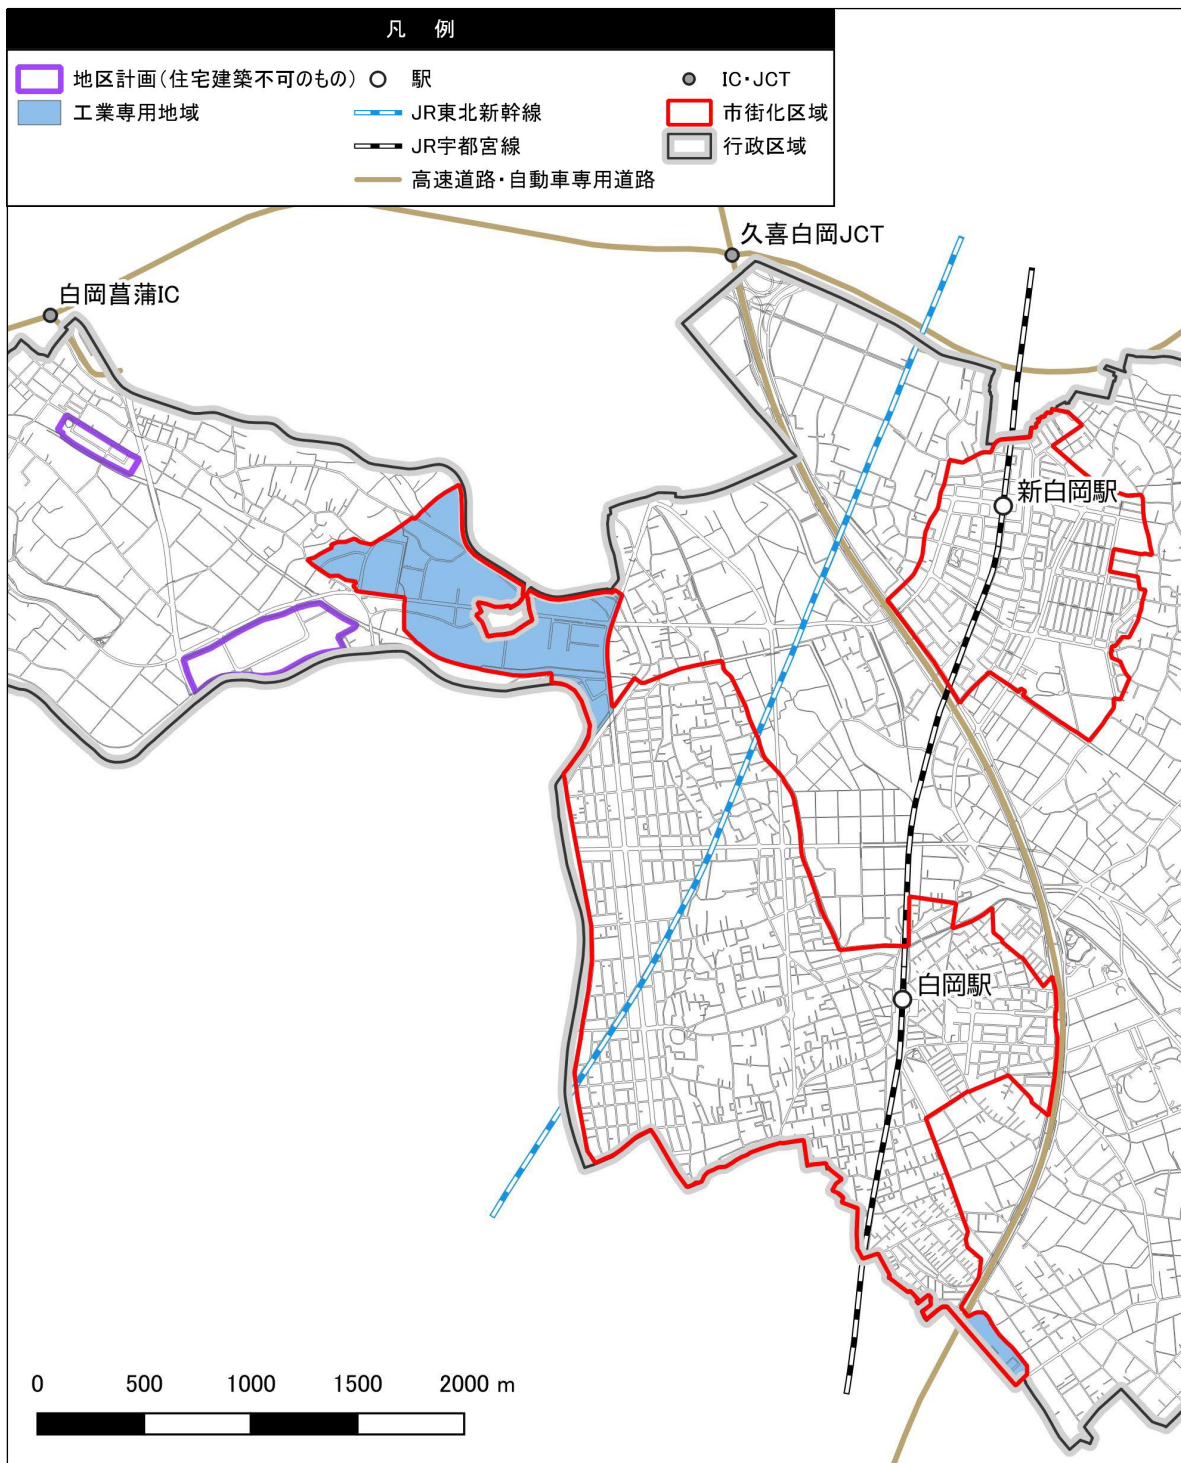 凡 例
地区計画(住宅建築不可のもの)
工業専用地域
駅
JR東北新幹線
JR宇都宮線
高速道路・自動車専用道路
IC・JCT
市街化区域
行政区域
久喜白岡JCT
白岡菖蒲IC
新白岡駅
白岡駅
0 500 1000 1500 2000 m